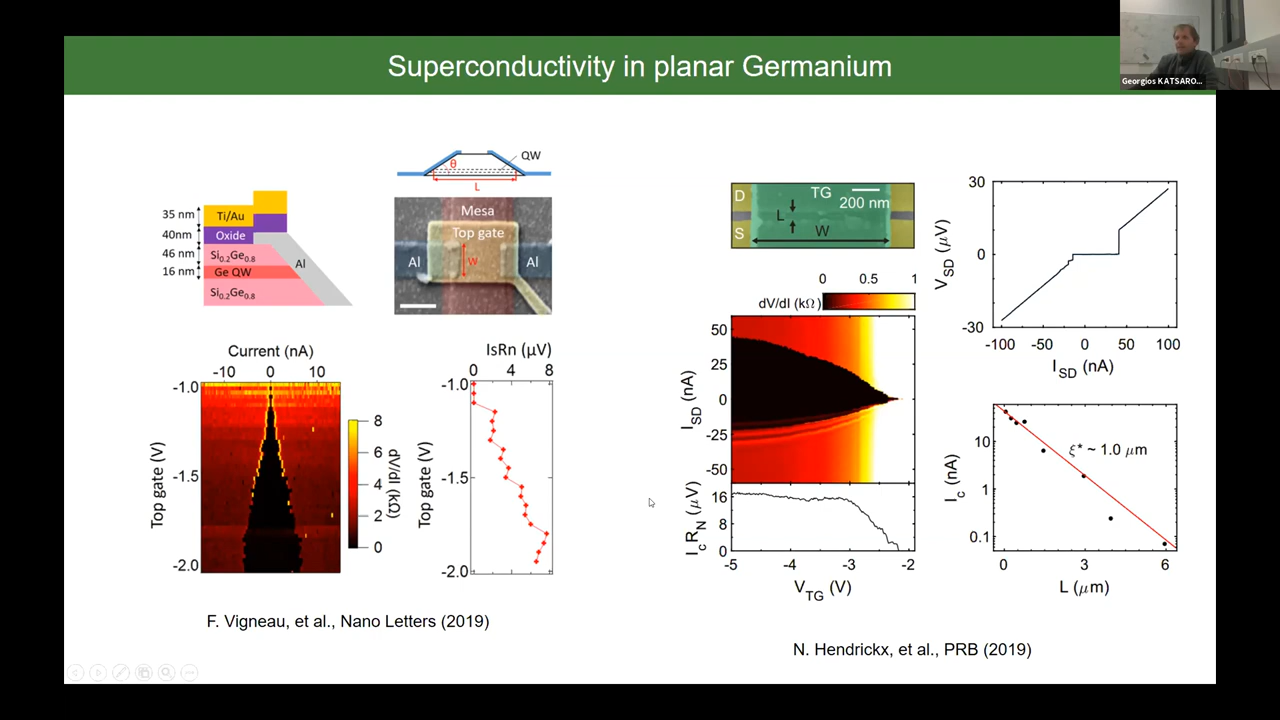 Superconductivity in planar Germanium
Georgios KATSARO...
QW
θ
L
35 nm
40nm
46 nm
16 nm
Ti/Au
Oxide
Si0.2Ge0.8
Ge QW
Si0.2Ge0.8
Al
Mesa
Top gate
Al
W
Al
Current (nA)
-10 0 10
-1.0
-1.5
-2.0
Top gate (V)
8
6
4
2
0
dV/dI (kΩ)
IsRn (μV)
0 4 8
-1.0
-1.5
-2.0
Top gate (V)
F. Vigneau, et al., Nano Letters (2019)
D
TG
200 nm
L
S
W
0 0.5 1
dV/dI (kΩ)
50
25
0
-25
-50
ISD (nA)
16
8
0
IcRN (μV)
-5 -4 -3 -2
VTG (V)
30
0
-30
VSD (μV)
-100 -50 0 50 100
ISD (nA)
ξ* ~ 1.0 μm
10
1
0.1
Ic (nA)
0 3 6
L (μm)
N. Hendrickx, et al., PRB (2019)